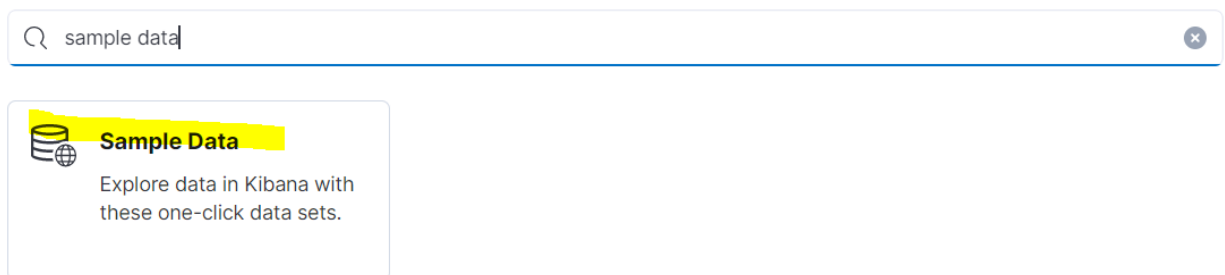 sample data
Sample Data
Explore data in Kibana with
these one-click data sets.